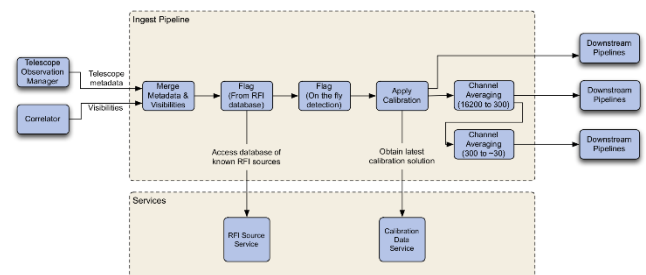 Ingest Pipeline
Telescope
Observation
Manager
Correlator
Telescope
metadata
Visibilities
Merge
Metadata &
Visibilities
Flag
(From RFI
database)
Flag
(On the fly
detection)
Apply
Calibration
Channel
Averaging
(16200 to 300)
Channel
Averaging
(300 to ~30)
Downstream
Pipelines
Downstream
Pipelines
Downstream
Pipelines
Access database of
known RFI sources
Obtain latest
calibration solution
Services
RFI Source
Service
Calibration
Data
Service